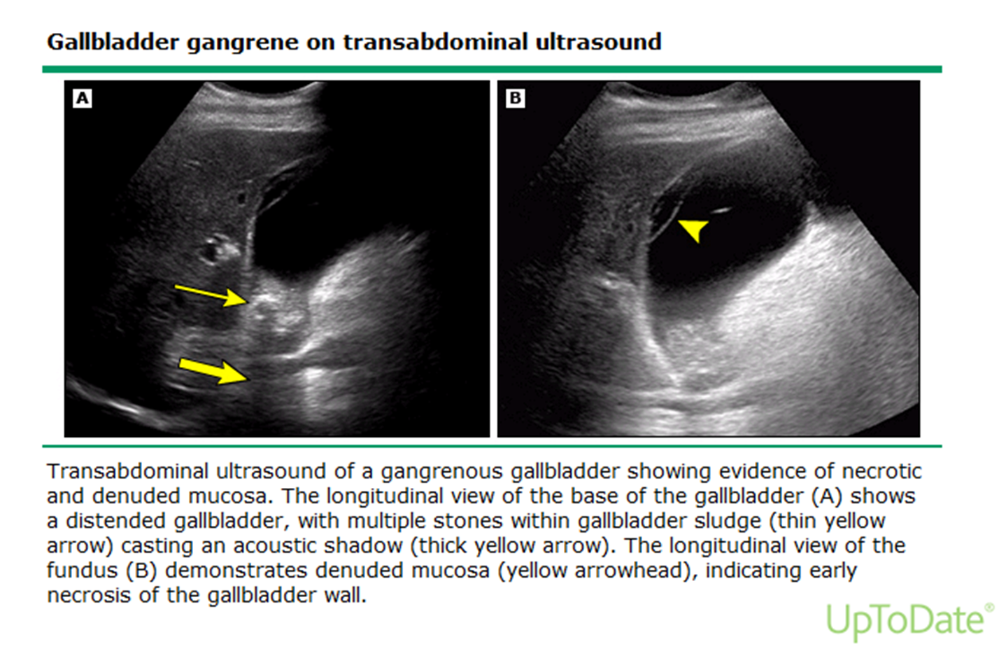 Gallbladder gangrene on transabdominal ultrasound
A
B
Transabdominal ultrasound of a gangrenous gallbladder showing evidence of necrotic
and denuded mucosa. The longitudinal view of the base of the gallbladder (A) shows
a distended gallbladder, with multiple stones within gallbladder sludge (thin yellow
arrow) casting an acoustic shadow (thick yellow arrow). The longitudinal view of the
fundus (B) demonstrates denuded mucosa (yellow arrowhead), indicating early
necrosis of the gallbladder wall.
UpToDate®